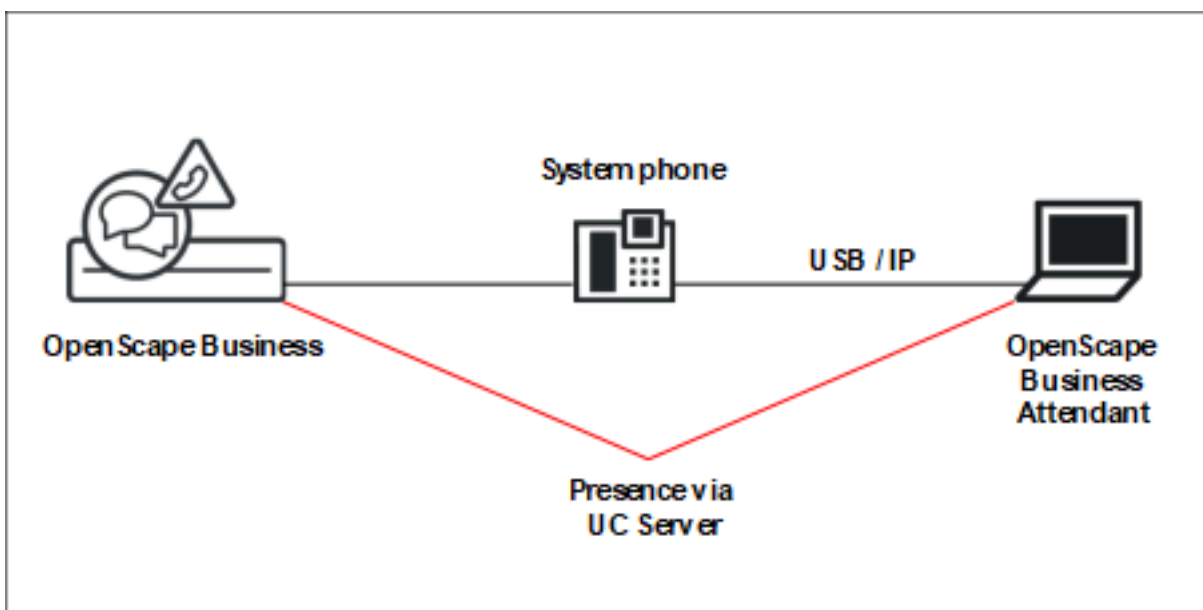 System phone
USB / IP
OpenScape Business
OpenScape
Business
Attendant
Presence via
UC Server